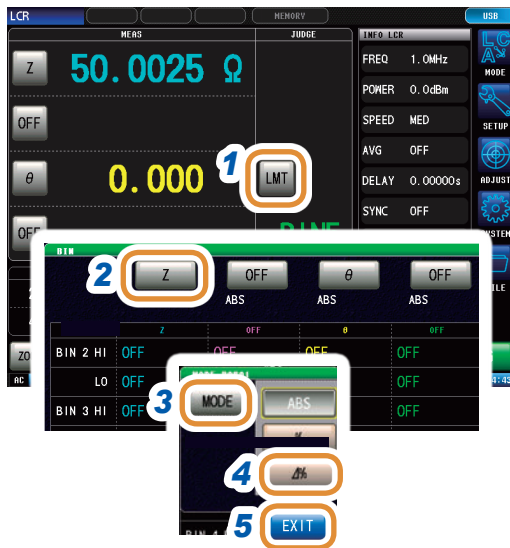 LCR MEMORY USB
MEAS JUDGE INFO LCR
Z 50.0025 Ω
FREQ 1.0MHz
MODE
POWER 0.0dBm
OFF
SPEED MED
SETUP
AVG OFF
θ 0.000 1 LMT
DELAY 0.00000s
ADJUST
SYNC OFF
OFF
BIN
2 Z OFF θ OFF
ABS ABS ABS
Z OFF θ OFF
ZO
BIN 2 HI OFF OFF OFF OFF
AC LO OFF OFF
BIN 3 HI OFF OFF
3 MODE ABS
4 Δ%
5 EXIT